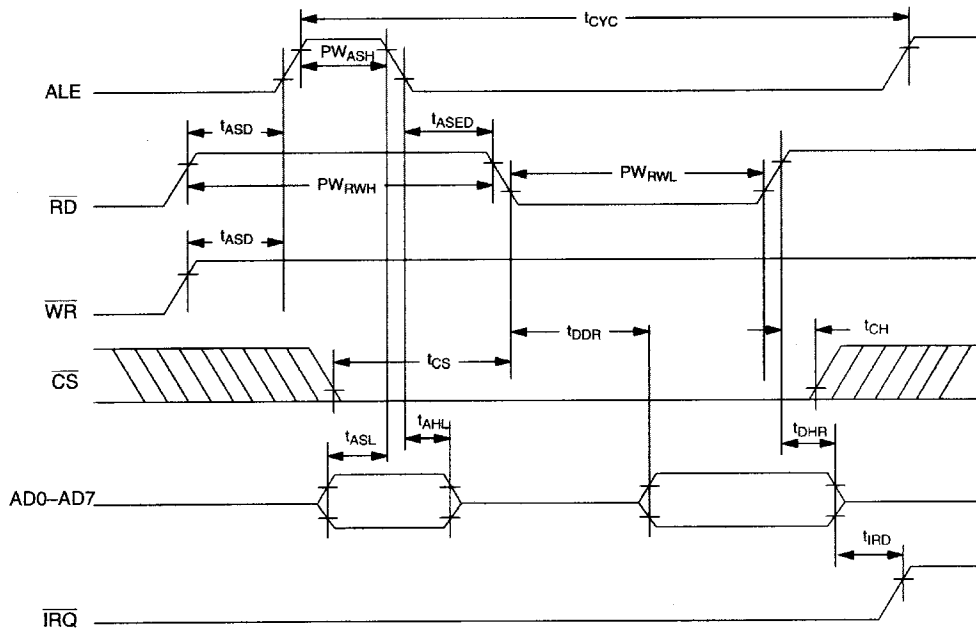 tCYC
PWASH
ALE
tASD
tASED
PWRWH
PWRWL
RD
tASD
WR
tDDR
tCH
tCS
CS
tASL
tAHL
tDHR
AD0–AD7
tIRD
IRQ